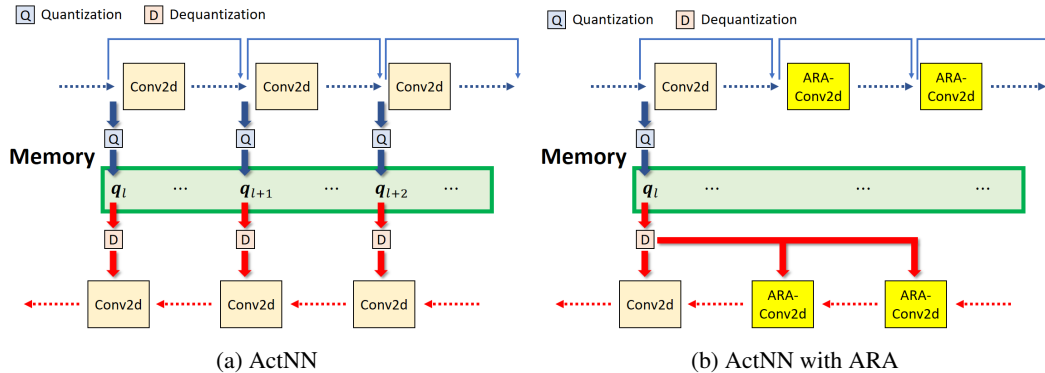 Q Quantization D Dequantization
Conv2d Conv2d Conv2d
Q Q Q
Memory
q_l ... q_{l+1} ... q_{l+2} ...
D D D
Conv2d Conv2d Conv2d
(a) ActNN
Q Quantization D Dequantization
Conv2d ARA-Conv2d ARA-Conv2d
Q
Memory
q_l ... ... ...
D
Conv2d ARA-Conv2d ARA-Conv2d
(b) ActNN with ARA